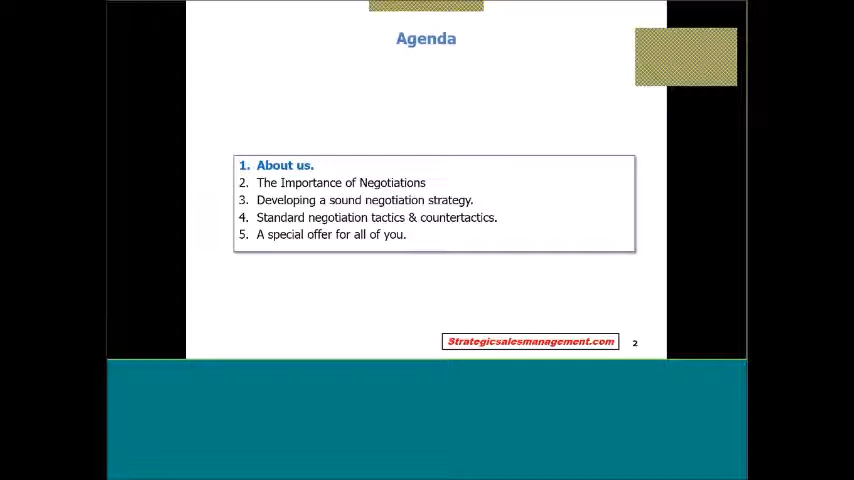 Agenda
1. About us.
2. The Importance of Negotiations
3. Developing a sound negotiation strategy.
4. Standard negotiation tactics & countertactics.
5. A special offer for all of you.
Strategicsalesmanagement.com
2